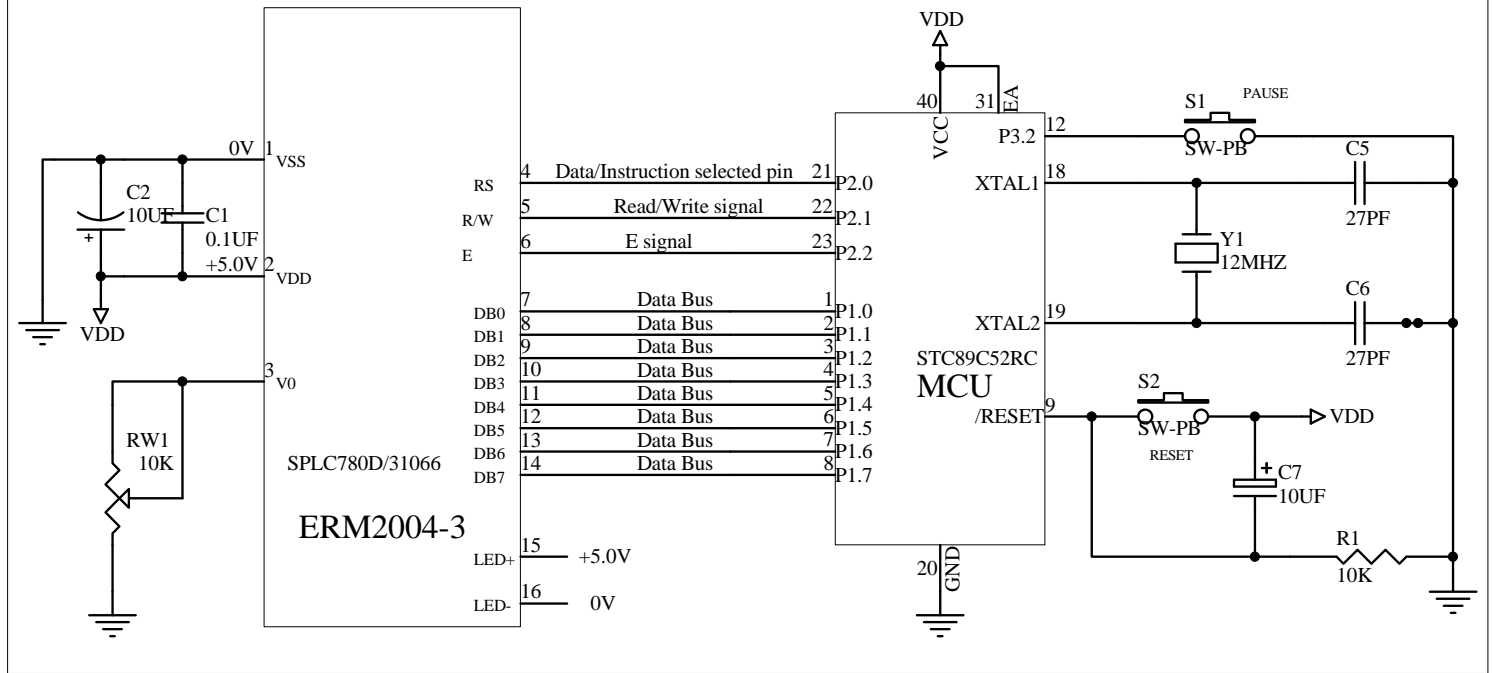 0V
1
VSS
C2
10UF
C1
0.1UF
+5.0V
2
VDD
VDD
3
V0
RW1
10K
SPLC780D/31066
ERM2004-3
RS
4
Data/Instruction selected pin
21
P2.0
R/W
5
Read/Write signal
22
P2.1
E
6
E signal
23
P2.2
DB0
7
Data Bus
1
P1.0
DB1
8
Data Bus
2
P1.1
DB2
9
Data Bus
3
P1.2
DB3
10
Data Bus
4
P1.3
DB4
11
Data Bus
5
P1.4
DB5
12
Data Bus
6
P1.5
DB6
13
Data Bus
7
P1.6
DB7
14
Data Bus
8
P1.7
LED+
15
+5.0V
LED-
16
0V
VDD
40
VCC
31
EA
P3.2
12
S1
PAUSE
SW-PB
XTAL1
18
C5
27PF
Y1
12MHZ
XTAL2
19
C6
27PF
STC89C52RC
MCU
/RESET
9
S2
SW-PB
RESET
VDD
+
C7
10UF
R1
10K
20
GND
+